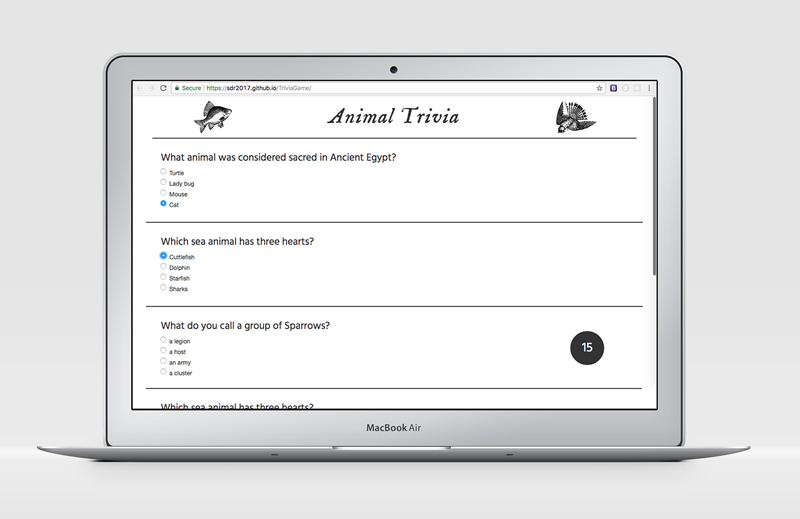 Secure https://sdr2017.github.io/TriviaGame/
Animal Trivia
What animal was considered sacred in Ancient Egypt?
Turtle
Lady bug
Mouse
Cat
Which sea animal has three hearts?
Cuttlefish
Dolphin
Starfish
Sharks
What do you call a group of Sparrows?
a legion
a host
an army
a cluster
15
Which sea animal has three hearts?
MacBook Air